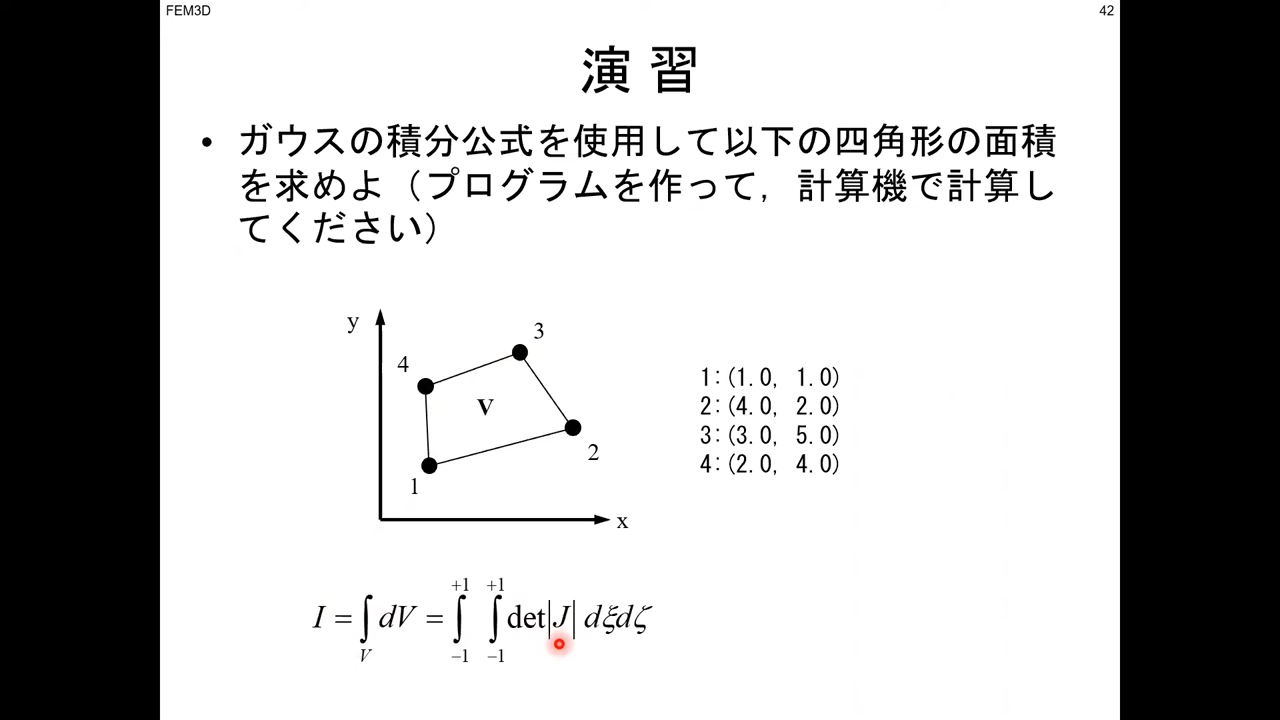 FEM3D
42
演 習
• ガウスの積分公式を使用して以下の四角形の面積
を求めよ（プログラムを作って，計算機で計算し
てください）
y
3
4
V
2
1
x
1:(1.0, 1.0)
2:(4.0, 2.0)
3:(3.0, 5.0)
4:(2.0, 4.0)
I = ∫_V dV = ∫_{-1}^{+1} ∫_{-1}^{+1} det|J| dξdζ